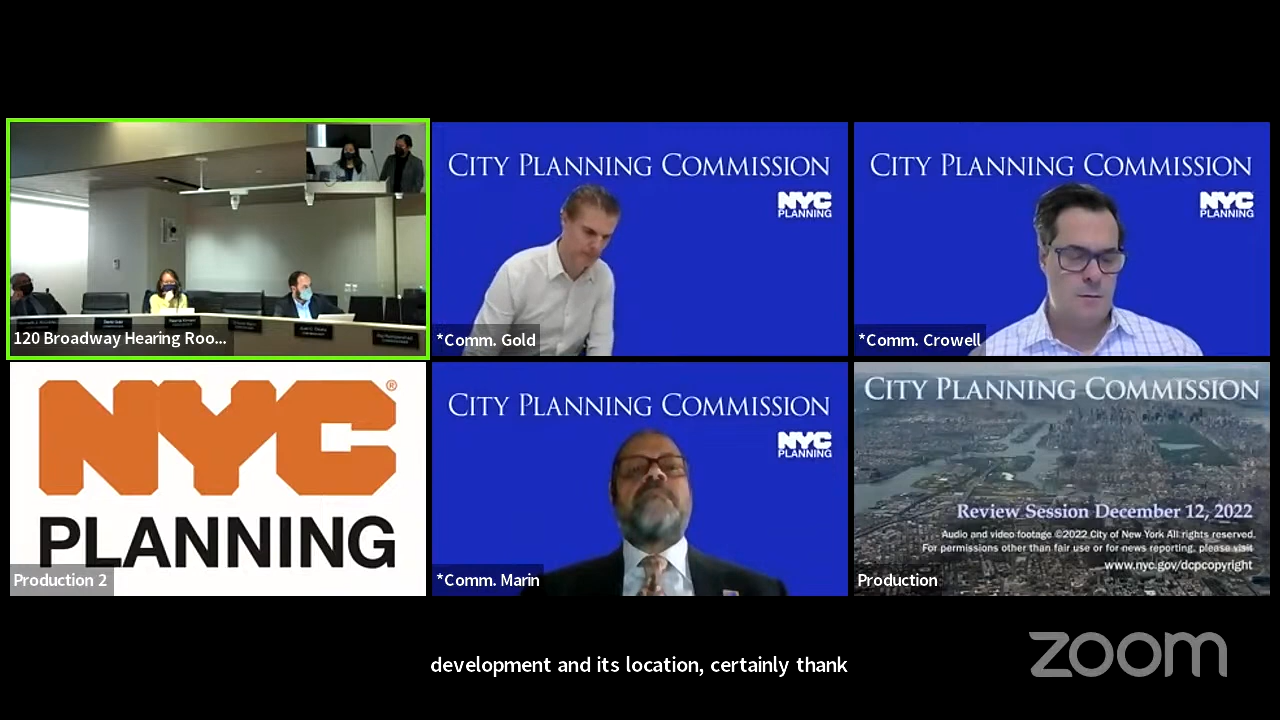 CITY PLANNING COMMISSION
NYC
PLANNING
CITY PLANNING COMMISSION
NYC
PLANNING
120 Broadway Hearing Roo...
*Comm. Gold
*Comm. Crowell
NYC®
PLANNING
Production 2
CITY PLANNING COMMISSION
NYC
PLANNING
*Comm. Marin
CITY PLANNING COMMISSION
Review Session December 12, 2022
Audio and video footage ©2022 City of New York All rights reserved.
For permissions other than fair use or for news reporting, please visit
www.nyc.gov/dcpcopyright
Production
development and its location, certainly thank
zoom